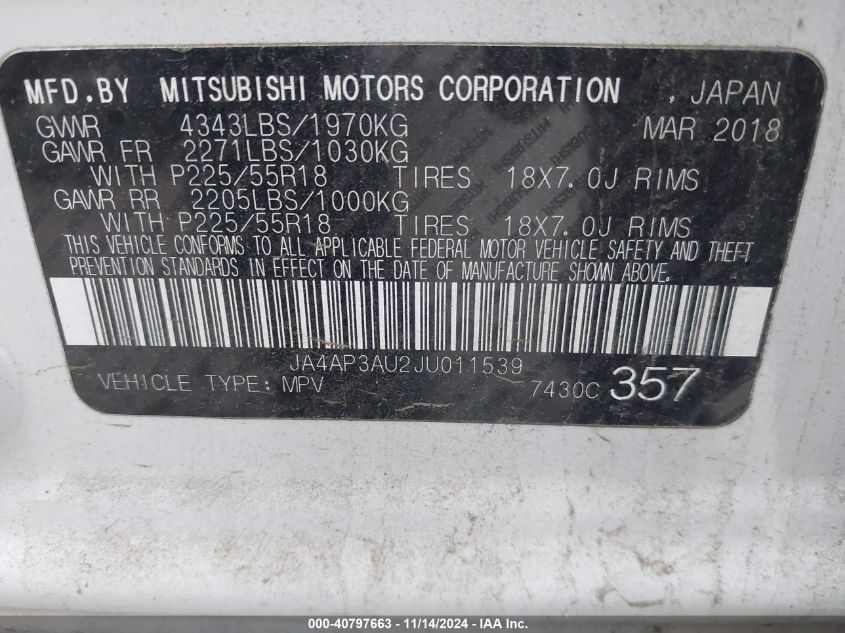 MFD.BY MITSUBISHI MOTORS CORPORATION , JAPAN
GVWR 4343LBS/1970KG MAR 2018
GAWR FR 2271LBS/1030KG
WITH P225/55R18 TIRES 18X7.0J RIMS
GAWR RR 2205LBS/1000KG
WITH P225/55R18 TIRES 18X7.0J RIMS
THIS VEHICLE CONFORMS TO ALL APPLICABLE FEDERAL MOTOR VEHICLE SAFETY AND THEFT
PREVENTION STANDARDS IN EFFECT ON THE DATE OF MANUFACTURE SHOWN ABOVE.
JA4AP3AU2JU011539
VEHICLE TYPE: MPV 7430C 357
000-40797663 - 11/14/2024 - IAA Inc.